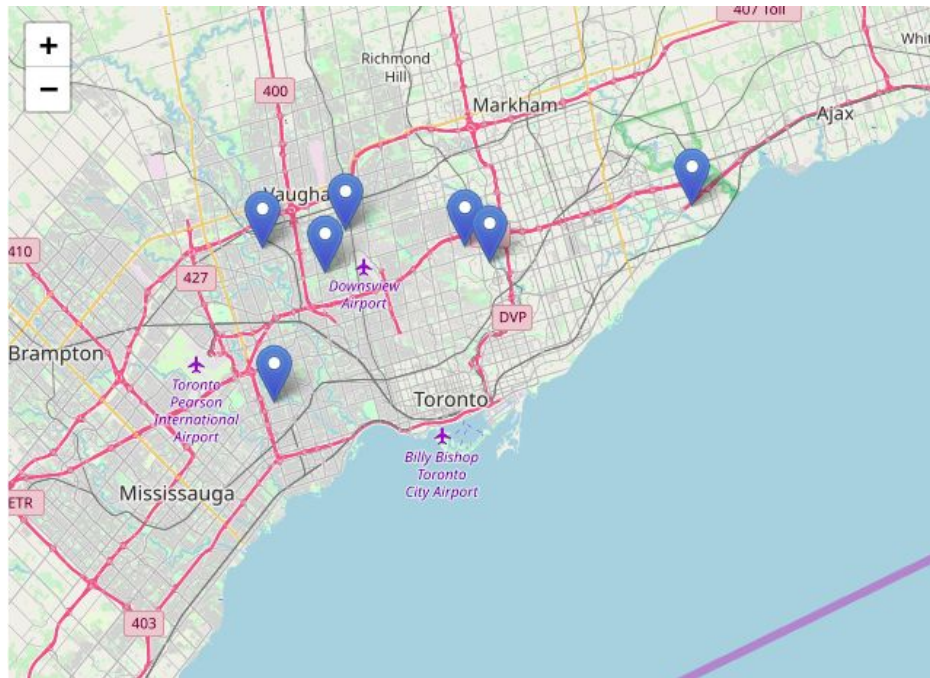 +
−
407 Toll
Richmond
Hill
Whit
400
Markham
Ajax
Vaugha
410
427
Downsview
Airport
DVP
Brampton
Toronto
Pearson
International
Airport
Toronto
Billy Bishop
Toronto
City Airport
Mississauga
ETR
403